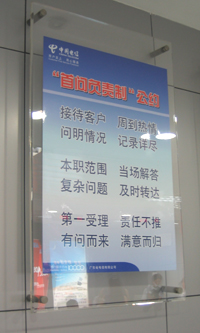 中国电信
“首问负责制”公约
接待客户 周到热情
问明情况 记录详尽
本职范围 当场解答
复杂问题 及时转达
第一受理 责任不推
有问而来 满意而归